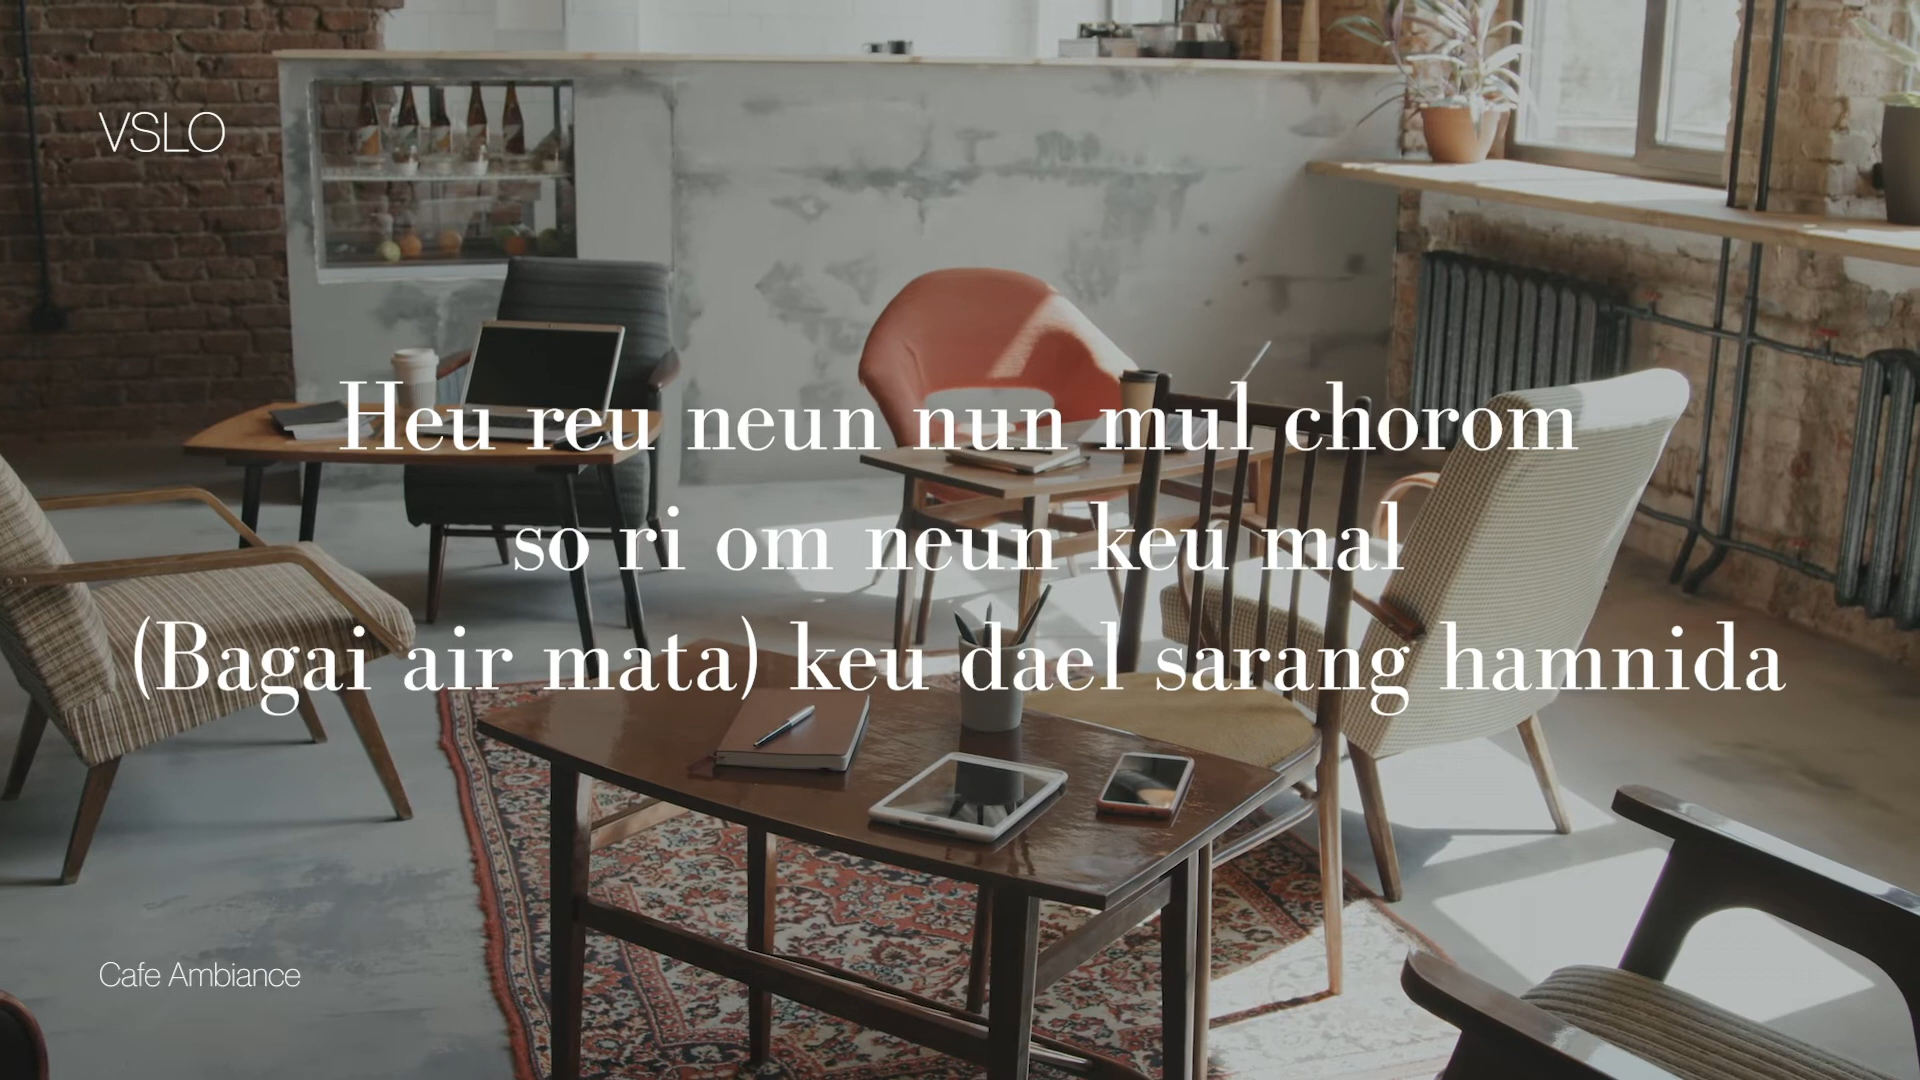 VSLO
Heu reu neun nun mul chorom
so ri om neun keu mal
(Bagai air mata) keu dael sarang hamnida
Cafe Ambiance